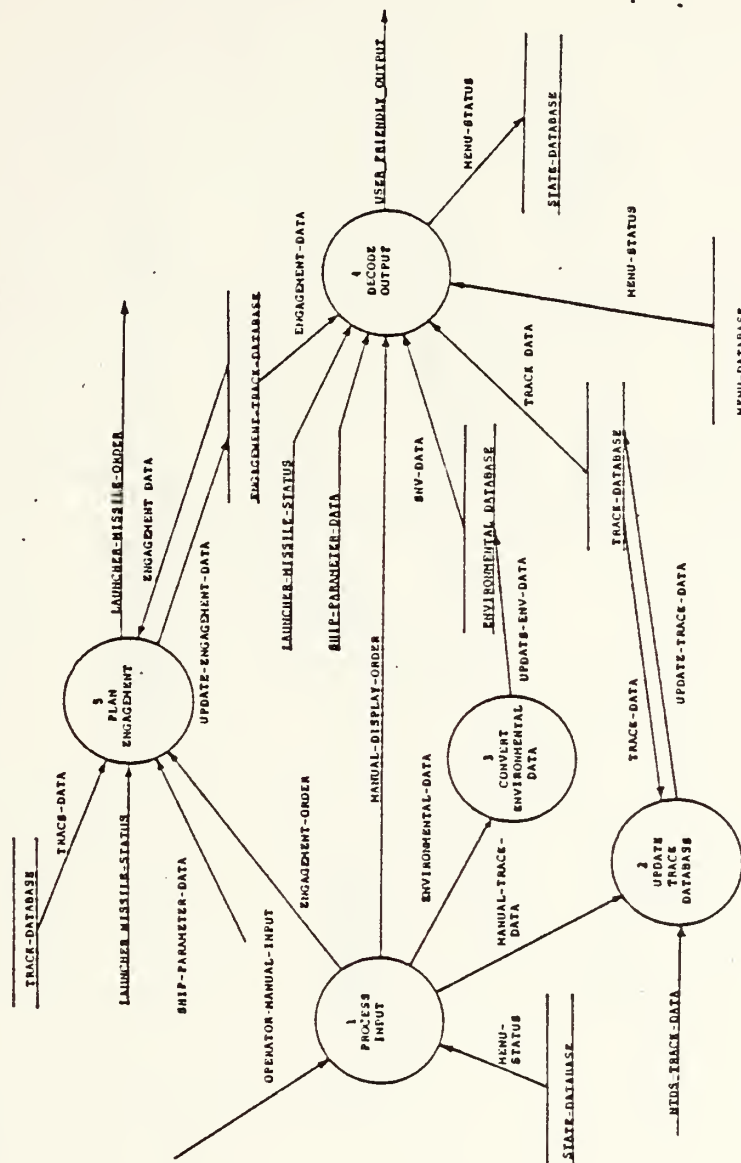 TRACK-DATABASE
TRACS-DATA
LAUNCHER MISSILE-STATUS
SHIP-PARAMETER-DATA
OPERATOR-MANUAL-INPUT
5
PLAN
ENGAGEMENT
LAUNCHER-MISSILE-ORDER
ENGAGEMENT DATA
UPDATE-ENGAGEMENT-DATA
ENGAGEMENT-TRACK-DATABASE
ENGAGEMENT-DATA
ENGAGEMENT-ORDER
LAUNCHER-MISSILE-STATUS
SHIP-PARAMETER-DATA
MANUAL-DISPLAY-ORDER
1
PROCESS
INPUT
4
DECODE
OUTPUT
USER FRIENDLY OUTPUT
MENU-STATUS
STATE-DATABASE
ENV-DATA
ENVIRONMENTAL DATABASE
UPDATE-ENV-DATA
ENVIRONMENTAL-DATA
3
CONVERT
ENVIRONMENTAL
DATA
MANUAL-TRACK-
DATA
MENU-
STATUS
STATE-DATABASE
TRACK DATA
TRACK-DATABASE
MENU-STATUS
MENU-DATABASE
TRACK-DATA
UPDATE-TRACK-DATA
2
UPDATE
TRACK
DATABASE
NTDS-TRACK-DATA